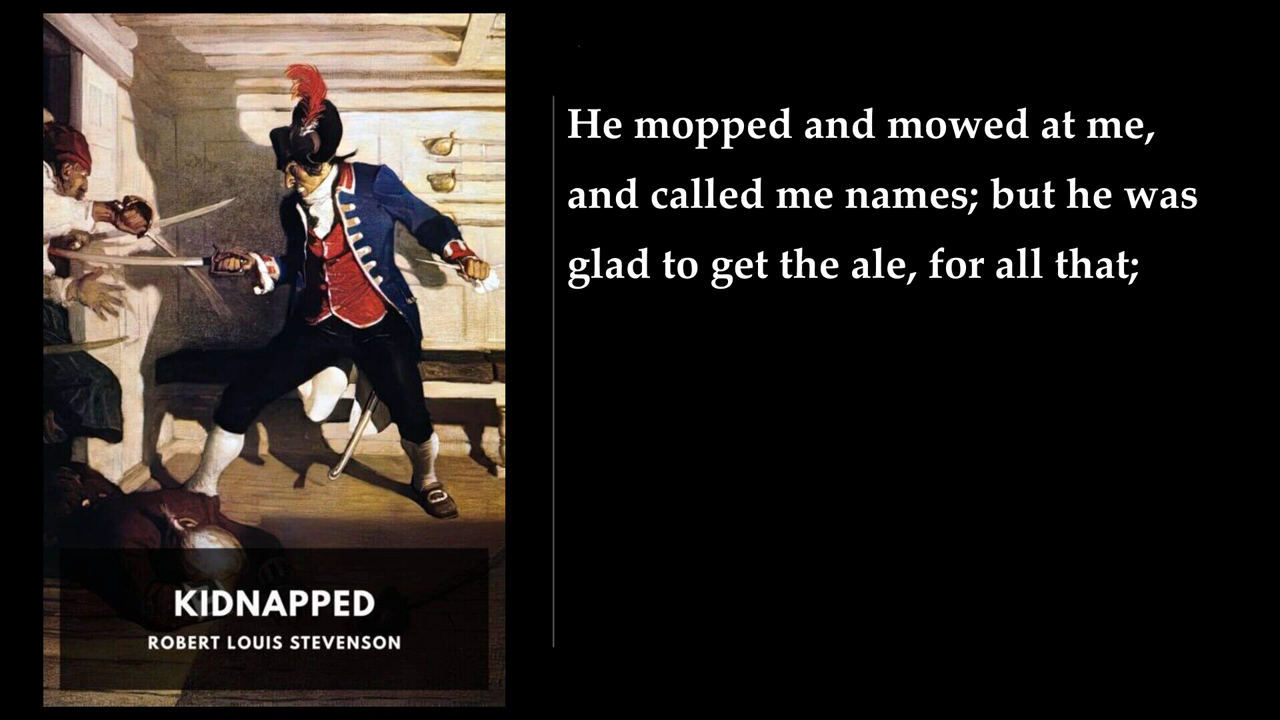 He mopped and mowed at me,
and called me names; but he was
glad to get the ale, for all that;
KIDNAPPED
ROBERT LOUIS STEVENSON